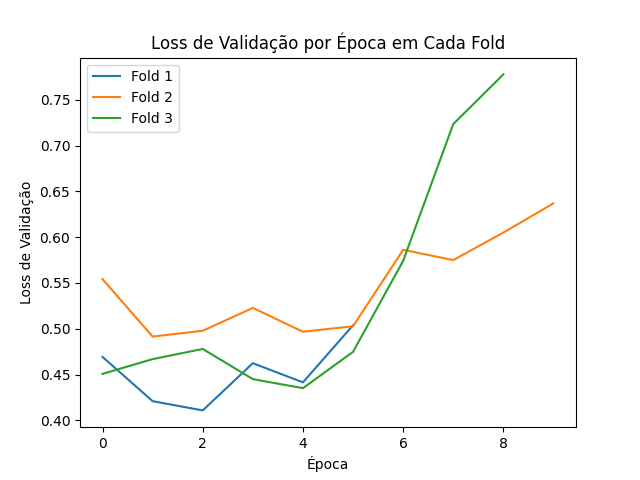 Loss de Validação por Época em Cada Fold
Fold 1
Fold 2
Fold 3
Loss de Validação
0.75
0.70
0.65
0.60
0.55
0.50
0.45
0.40
0 2 4 6 8
Época